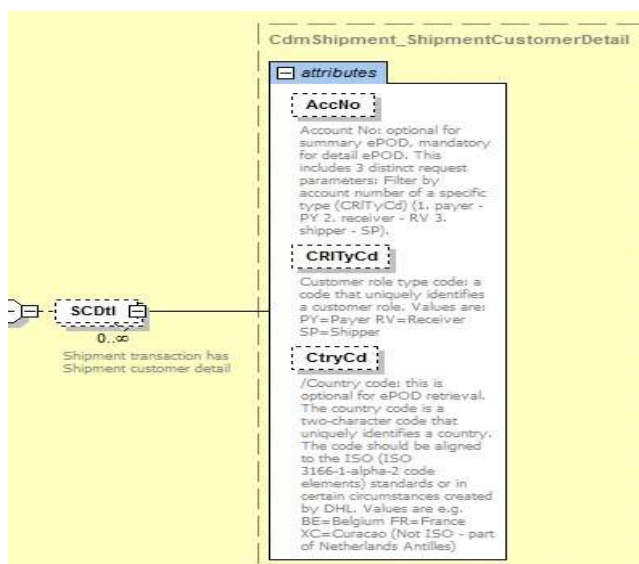 CdmShipment_ShipmentCustomerDetail
attributes
AccNo
Account No: optional for
summary ePOD, mandatory
for detail ePOD. This
includes 3 distinct request
parameters: Filter by
account number of a specific
type (CRlTyCd) (1. payer -
PY 2. receiver - RV 3.
shipper - SP).
CRlTyCd
Customer role type code: a
code that uniquely identifies
a customer role. Values are:
PY=Payer RV=Receiver
SP=Shipper
SCDtl
0..∞
Shipment transaction has
Shipment customer detail
CtryCd
/Country code: this is
optional for ePOD retrieval.
The country code is a
two-character code that
uniquely identifies a country.
The code should be aligned
to the ISO (ISO
3166-1-alpha-2 code
elements) standards or in
certain circumstances created
by DHL. Values are e.g.
BE=Belgium FR=France
XC=Curacao (Not ISO - part
of Netherlands Antilles)